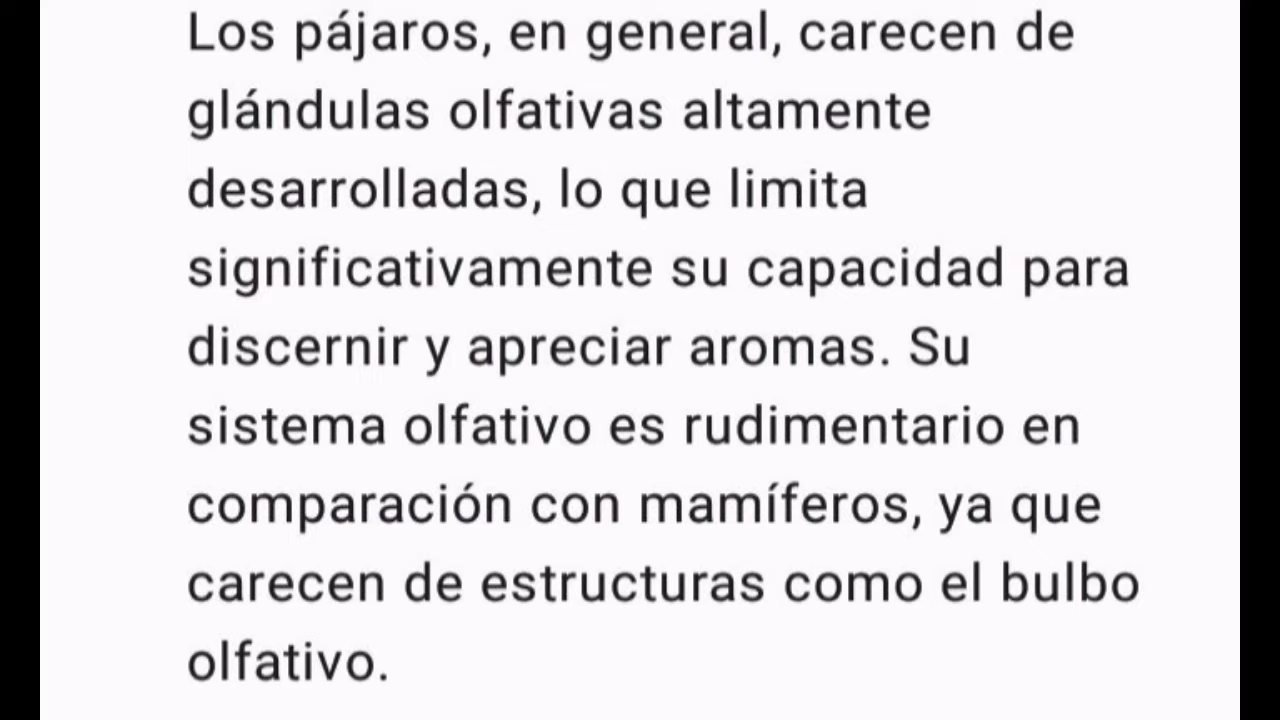 Los pájaros, en general, carecen de
glándulas olfativas altamente
desarrolladas, lo que limita
significativamente su capacidad para
discernir y apreciar aromas. Su
sistema olfativo es rudimentario en
comparación con mamíferos, ya que
carecen de estructuras como el bulbo
olfativo.